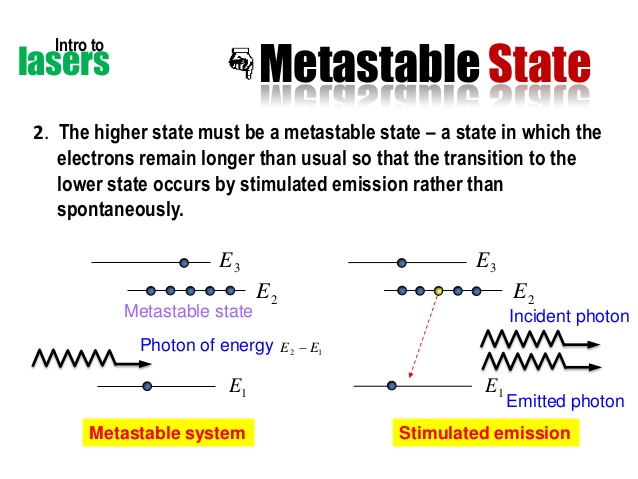 Intro to
lasers
Metastable State
2. The higher state must be a metastable state – a state in which the
electrons remain longer than usual so that the transition to the
lower state occurs by stimulated emission rather than
spontaneously.
E₃
E₂
Metastable state
Photon of energy E₂ – E₁
E₁
Metastable system
E₃
E₂
Incident photon
E₁
Emitted photon
Stimulated emission